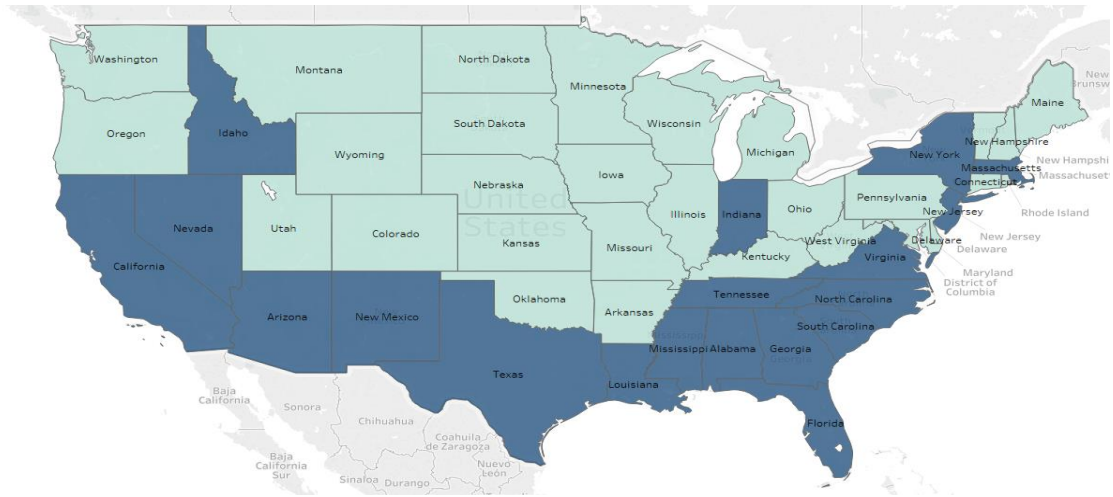 Washington
Montana
North Dakota
Minnesota
Maine
New Brunswick
Oregon
Idaho
Wyoming
South Dakota
Wisconsin
Michigan
New York
New Hampshire
Massachusetts
New Hampshire
Massachusetts
Connecticut
Rhode Island
Nebraska
Iowa
United States
Nevada
Utah
Colorado
Kansas
Missouri
Illinois
Indiana
Ohio
Pennsylvania
New Jersey
New Jersey
West Virginia
Delaware
Delaware
Maryland
District of
Columbia
California
Kentucky
Virginia
Arizona
New Mexico
Oklahoma
Arkansas
Tennessee
North Carolina
South Carolina
Texas
Louisiana
Mississippi
Alabama
Georgia
Florida
Baja
California
Sonora
Chihuahua
Coahuila
de Zaragoza
Baja
California
Sur
Sinaloa
Durango
Nuevo
León